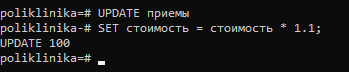 poliklinika=# UPDATE приемы
poliklinika-# SET стоимость = стоимость * 1.1;
UPDATE 100
poliklinika=#